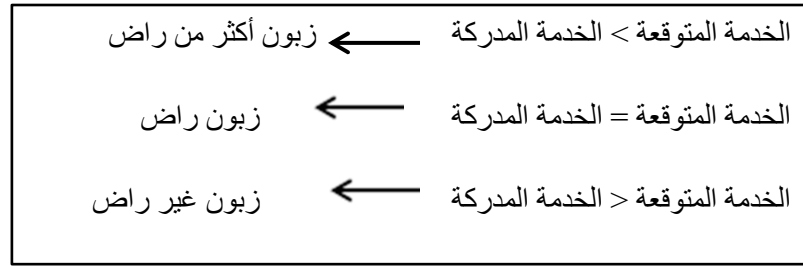 الخدمة المتوقعة < الخدمة المدركة ← زبون أكثر من راض
الخدمة المتوقعة = الخدمة المدركة ← زبون راض
الخدمة المتوقعة > الخدمة المدركة ← زبون غير راض